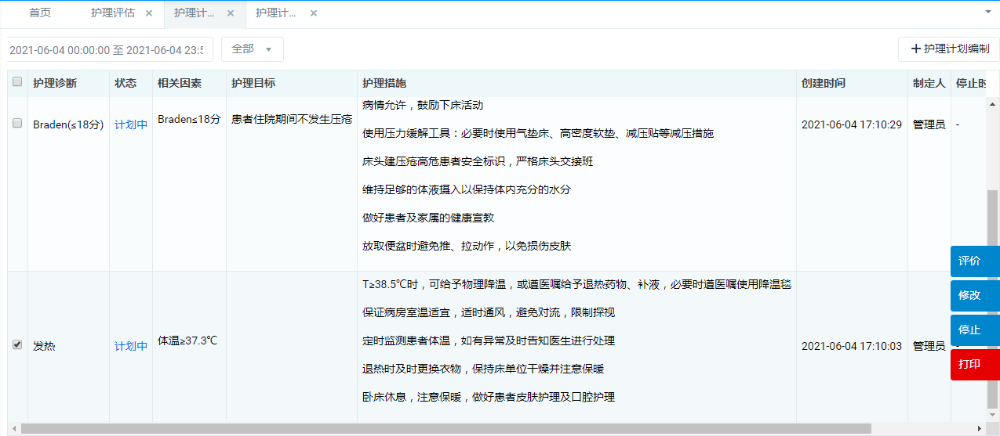 首页 护理评估 × 护理计... × 护理计... ×
2021-06-04 00:00:00 至 2021-06-04 23:5 全部 +护理计划编制
护理诊断 状态 相关因素 护理目标 护理措施 创建时间 制定人 停止时
病情允许，鼓励下床活动
Braden(≤18分) 计划中 Braden≤18分 患者住院期间不发生压疮 2021-06-04 17:10:29 管理员 -
使用压力缓解工具：必要时使用气垫床、高密度软垫、减压贴等减压措施
床头建压疮高危患者安全标识，严格床头交接班
维持足够的体液摄入以保持体内充分的水分
做好患者及家属的健康宣教
放取便盆时避免推、拉动作，以免损伤皮肤
评价
T≥38.5℃时，可给予物理降温，或遵医嘱给予退热药物、补液，必要时遵医嘱使用降温毯
修改
保证病房室温适宜，适时通风，避免对流，限制探视
停止
定时监测患者体温，如有异常及时告知医生进行处理
发热 计划中 体温≥37.3℃ 2021-06-04 17:10:03 管理员 -
打印
退热时及时更换衣物，保持床单位干燥并注意保暖
卧床休息，注意保暖，做好患者皮肤护理及口腔护理